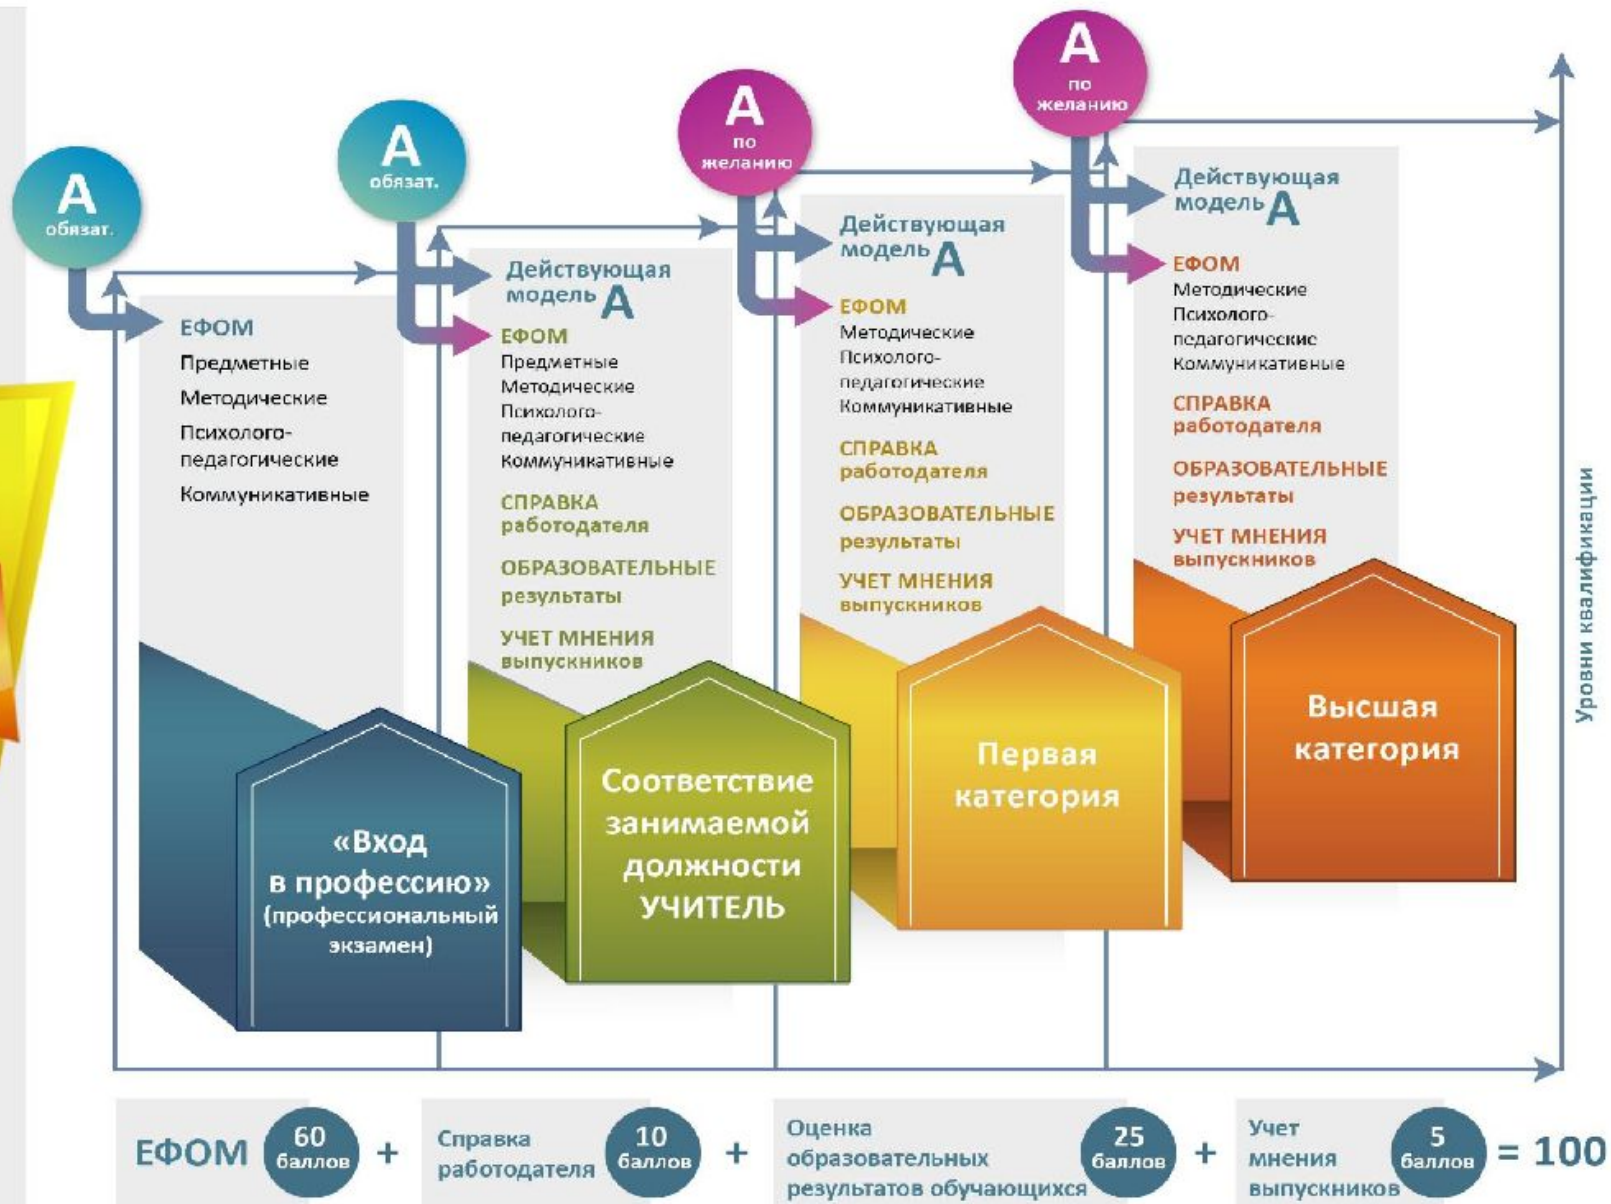 А
обязат.
ЕФОМ
Предметные
Методические
Психолого-
педагогические
Коммуникативные
«Вход
в профессию»
(профессиональный
экзамен)
А
обязат.
Действующая
модель А
ЕФОМ
Предметные
Методические
Психолого-
педагогические
Коммуникативные
СПРАВКА
работодателя
ОБРАЗОВАТЕЛЬНЫЕ
результаты
УЧЕТ МНЕНИЯ
выпускников
Соответствие
занимаемой
должности
УЧИТЕЛЬ
А
по
желанию
Действующая
модель А
ЕФОМ
Методические
Психолого-
педагогические
Коммуникативные
СПРАВКА
работодателя
ОБРАЗОВАТЕЛЬНЫЕ
результаты
УЧЕТ МНЕНИЯ
выпускников
Первая
категория
А
по
желанию
Действующая
модель А
ЕФОМ
Методические
Психолого-
педагогические
Коммуникативные
СПРАВКА
работодателя
ОБРАЗОВАТЕЛЬНЫЕ
результаты
УЧЕТ МНЕНИЯ
выпускников
Высшая
категория
Уровни квалификации
ЕФОМ
60
баллов
+
Справка
работодателя
10
баллов
+
Оценка
образовательных
результатов обучающихся
25
баллов
+
Учет
мнения
выпускников
5
баллов
= 100